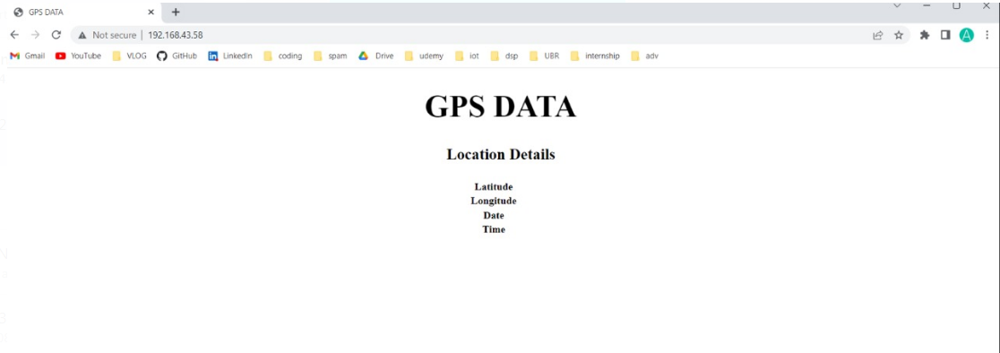 GPS DATA
Not secure | 192.168.43.58
A
Gmail YouTube VLOG GitHub LinkedIn coding spam Drive udemy iot dsp UBR internship adv
GPS DATA
Location Details
Latitude
Longitude
Date
Time